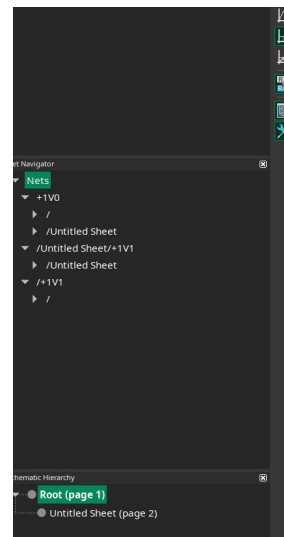 et Navigator
Nets
+1V0
/
/Untitled Sheet
/Untitled Sheet/+1V1
/Untitled Sheet
/+1V1
/
chematic Hierarchy
Root (page 1)
Untitled Sheet (page 2)